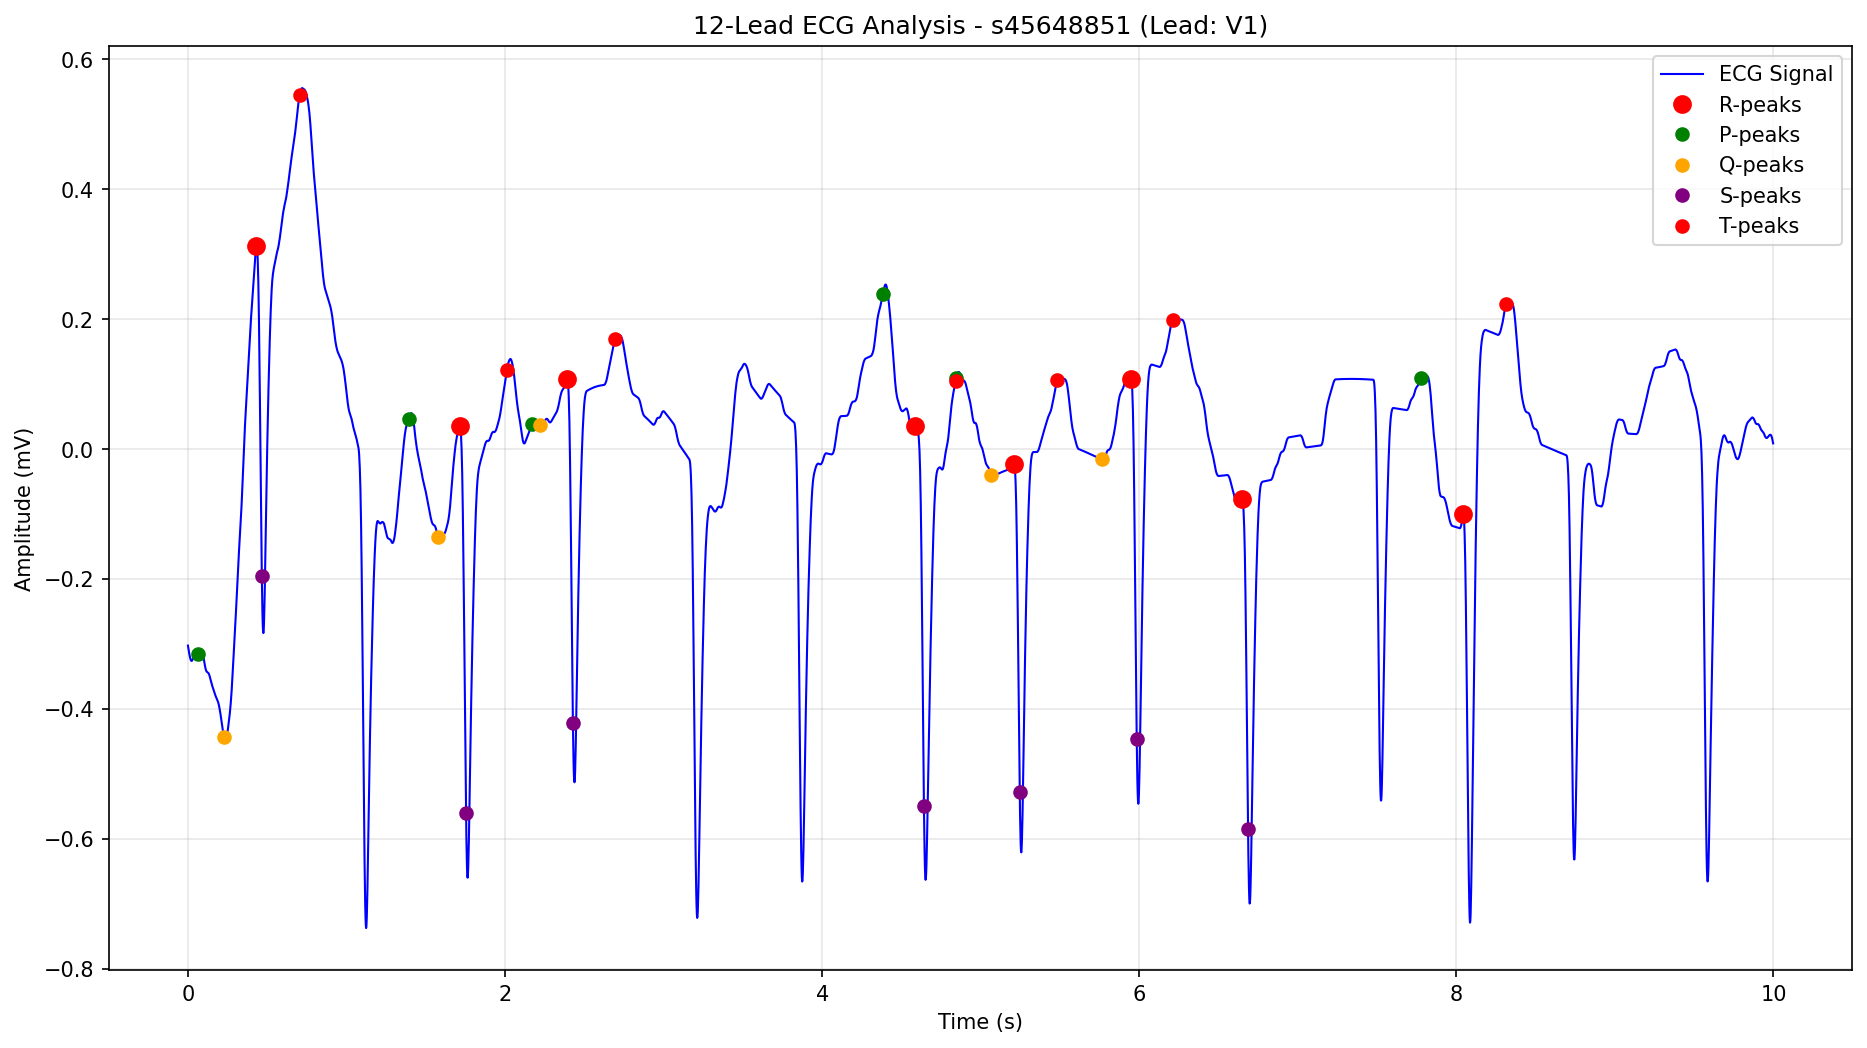 12-Lead ECG Analysis - s45648851 (Lead: V1)
ECG Signal
R-peaks
P-peaks
Q-peaks
S-peaks
T-peaks
Amplitude (mV)
0.6
0.4
0.2
0.0
−0.2
−0.4
−0.6
−0.8
0 2 4 6 8 10
Time (s)